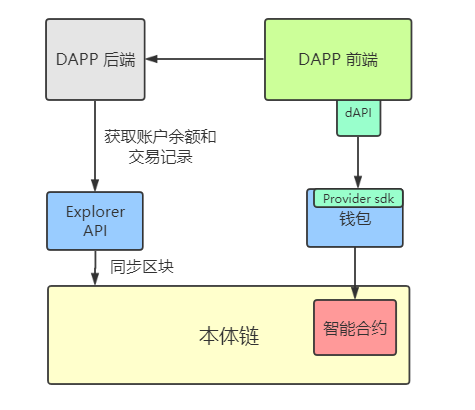 DAPP 后端
DAPP 前端
dAPI
获取账户余额和
交易记录
Explorer
API
Provider sdk
钱包
同步区块
本体链
智能合约